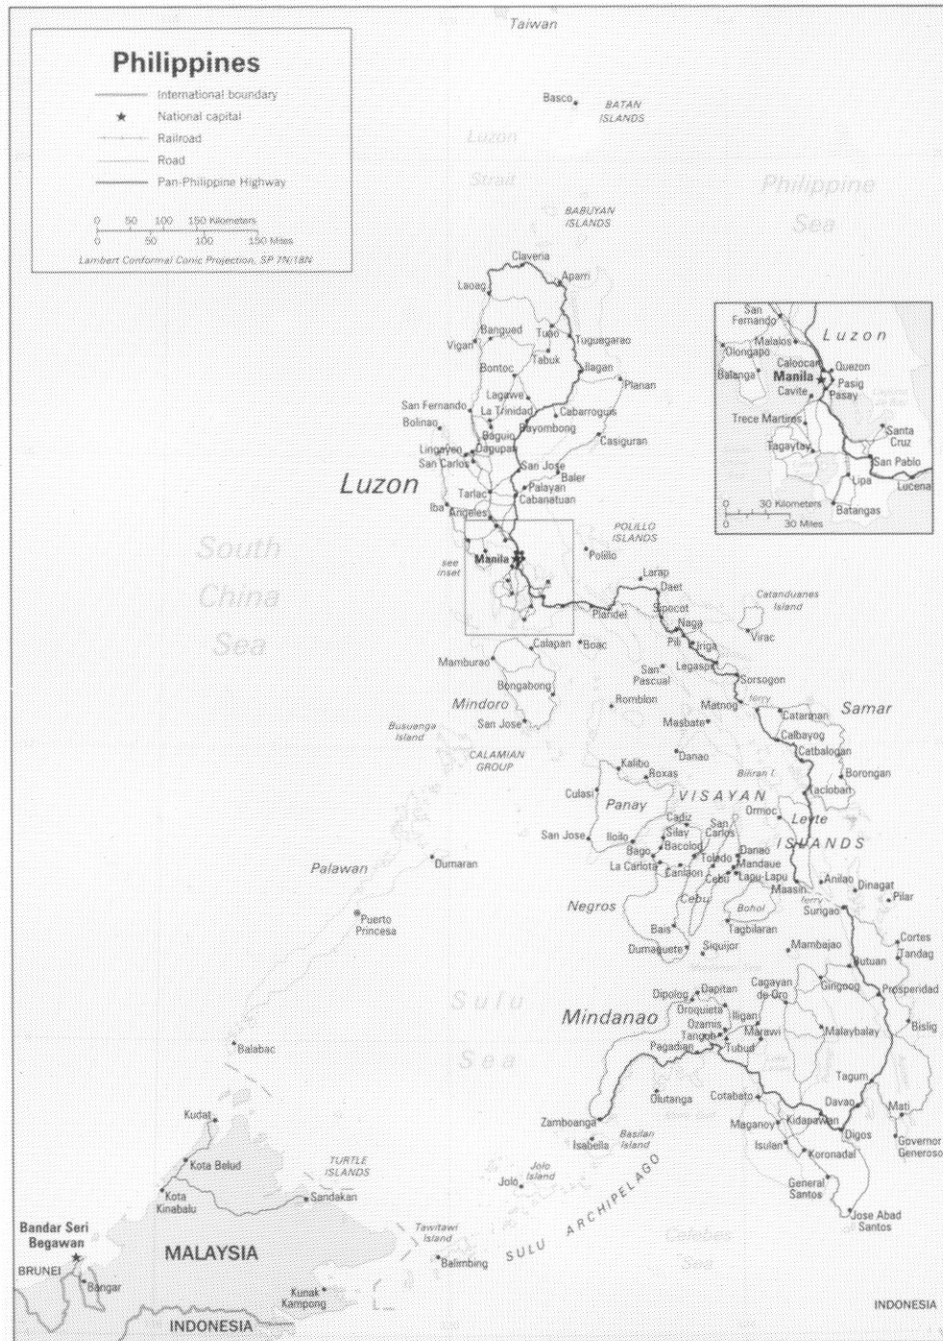 Taiwan
Philippines
International boundary
National capital
Railroad
Road
Pan-Philippine Highway
0 50 100 150 Kilometers
0 50 100 150 Miles
Lambert Conformal Conic Projection, SP 7N/18N
Basco
BATAN
ISLANDS
Luzon
Strait
Philippine
Sea
BABUYAN
ISLANDS
Claveria
Aparri
Laoag
Bangued
Tuao
Tuguegarao
Vigan
Tabuk
Bontoc
Ilagan
Planan
Lagawe
San Fernando
La Trinidad
Cabarroguis
Bolinao
Baguio
Bayombong
Casiguran
Lingayen
Dagupan
San Carlos
San Jose
Baler
Luzon
Tarlac
Palayan
Cabanatuan
Iba
Angeles
San
Fernando
Luzon
Malalos
Olongapo
Caloocan
Quezon
Balanga
Manila
Pasig
Cavite
Pasay
Trece Martires
Santa
Cruz
Tagaytay
San Pablo
Lipa
Lucena
Batangas
0 30 Kilometers
0 30 Miles
POLILLO
ISLANDS
South
China
Sea
see
inset
Manila
Polillo
Larap
Daet
Catanduanes
Island
Plaridel
Sipocot
Naga
Virac
Pili
Iriga
Calapan
Boac
Mamburao
San
Pascual
Legaspi
Sorsogon
Bongabong
Mindoro
Romblon
Matnog
ferry
Samar
San Jose
Masbate
Catarman
Busuanga
Island
Calbayog
CALAMIAN
GROUP
Danao
Catbalogan
Kalibo
Roxas
Biliran I.
Borongan
Culasi
Tacloban
Panay
VISAYAN
Ormoc
Leyte
Cadiz
San
Carlos
San Jose
Iloilo
Silay
ISLANDS
Bago
Bacolod
Toledo
Danao
Mandaue
La Carlota
Canlaon
Cebu
Lapu-Lapu
Dumaran
Palawan
Maasin
Anilao
Dinagat
Pilar
Negros
Cebu
Bohol
ferry
Surigao
Puerto
Princesa
Bais
Tagbilaran
Dumaguete
Siquijor
Mambajao
Cortes
Tandag
Butuan
Sulu
Sea
Dipolog
Dapitan
Cagayan
de Oro
Gingoog
Prosperidad
Mindanao
Oroquieta
Iligan
Ozamis
Tangub
Marawi
Malaybalay
Bislig
Pagadian
Tubud
Balabac
Tagum
Olutanga
Cotabato
Davao
Mati
Kudat
Zamboanga
Maganoy
Kidapawan
Isabella
Basilan
Island
Isulan
Digos
Governor
Generoso
Koronadal
Kota Belud
TURTLE
ISLANDS
Jolo
Jolo
Island
General
Santos
Kota
Kinabalu
Sandakan
Jose Abad
Santos
Bandar Seri
Begawan
Tawitawi
Island
SULU ARCHIPELAGO
Celebes
Sea
MALAYSIA
Balimbing
BRUNEI
Bangar
Kunak
Kampong
INDONESIA
INDONESIA